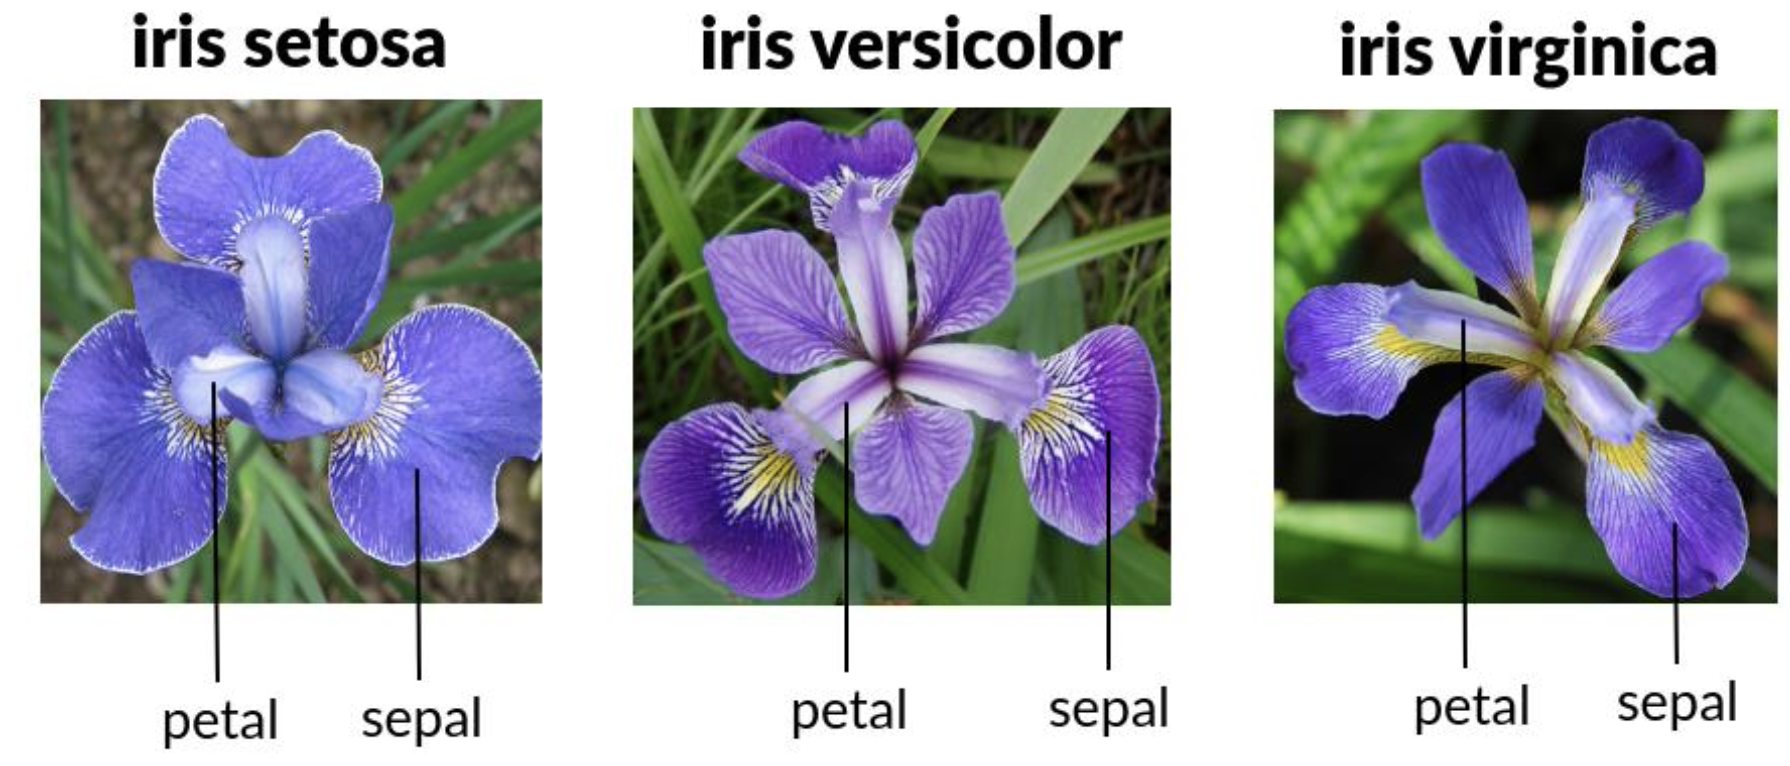 iris setosa
iris versicolor
iris virginica
petal
sepal
petal
sepal
petal
sepal